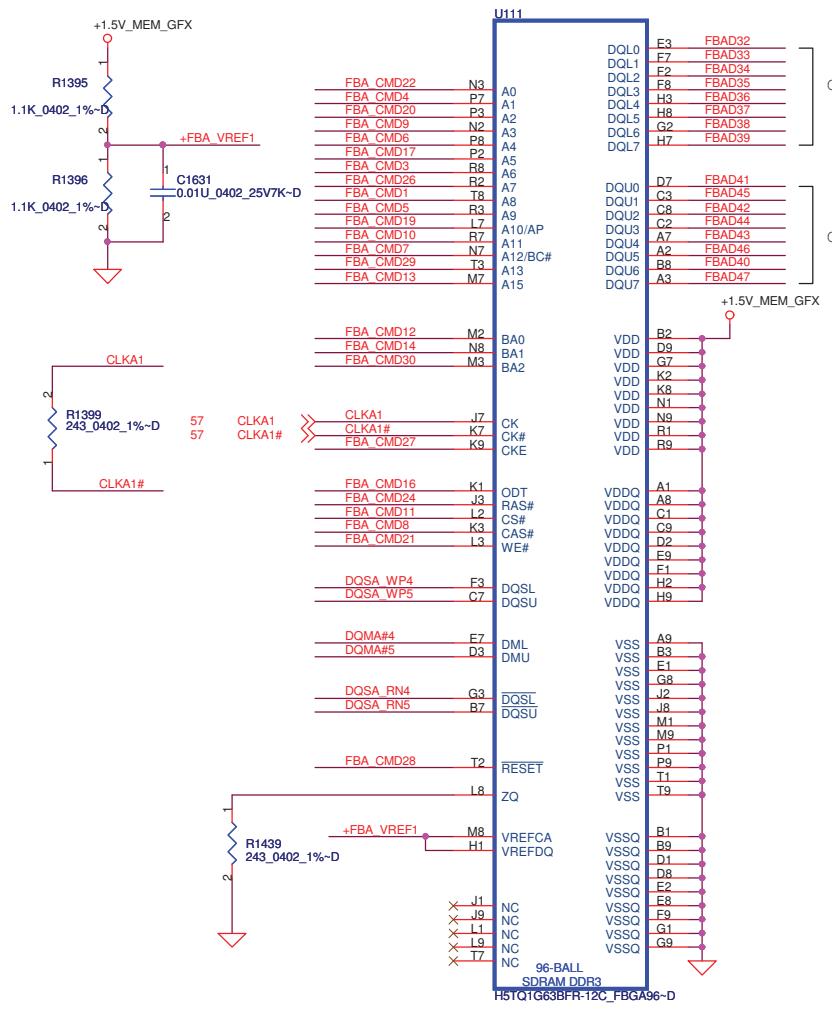 U111
+1.5V_MEM_GFX
1
R1395
1.1K_0402_1%~D
2
+FBA_VREF1
1
R1396
1.1K_0402_1%~D
2
1
C1631
0.01U_0402_25V7K~D
2
FBA_CMD22 N3 A0
FBA_CMD4 P7 A1
FBA_CMD20 P3 A2
FBA_CMD9 N2 A3
FBA_CMD6 P8 A4
FBA_CMD17 P2 A5
FBA_CMD3 R8 A6
FBA_CMD26 R2 A7
FBA_CMD1 T8 A8
FBA_CMD5 R3 A9
FBA_CMD19 L7 A10/AP
FBA_CMD10 R7 A11
FBA_CMD7 N7 A12/BC#
FBA_CMD29 T3 A13
FBA_CMD13 M7 A15
FBA_CMD12 M2 BA0
FBA_CMD14 N8 BA1
FBA_CMD30 M3 BA2
CLKA1
2
R1399
243_0402_1%~D
1
CLKA1#
57 CLKA1 CLKA1 J7 CK
57 CLKA1# CLKA1# K7 CK#
FBA_CMD27 K9 CKE
FBA_CMD16 K1 ODT
FBA_CMD24 J3 RAS#
FBA_CMD11 L2 CS#
FBA_CMD8 K3 CAS#
FBA_CMD21 L3 WE#
DQSA_WP4 F3 DQSL
DQSA_WP5 C7 DQSU
DQMA#4 E7 DML
DQMA#5 D3 DMU
DQSA_RN4 G3 DQSL
DQSA_RN5 B7 DQSU
FBA_CMD28 T2 RESET
L8 ZQ
1
R1439
243_0402_1%~D
2
+FBA_VREF1 M8 VREFCA
H1 VREFDQ
J1 NC
J9 NC
L1 NC
L9 NC
T7 NC
DQL0 E3 FBAD32
DQL1 F7 FBAD33
DQL2 F2 FBAD34
DQL3 F8 FBAD35
DQL4 H3 FBAD36
DQL5 H8 FBAD37
DQL6 G2 FBAD38
DQL7 H7 FBAD39
DQU0 D7 FBAD41
DQU1 C3 FBAD45
DQU2 C8 FBAD42
DQU3 C2 FBAD44
DQU4 A7 FBAD43
DQU5 A2 FBAD46
DQU6 B8 FBAD40
DQU7 A3 FBAD47
+1.5V_MEM_GFX
VDD B2
VDD D9
VDD G7
VDD K2
VDD K8
VDD N1
VDD N9
VDD R1
VDD R9
VDDQ A1
VDDQ A8
VDDQ C1
VDDQ C9
VDDQ D2
VDDQ E9
VDDQ F1
VDDQ H2
VDDQ H9
VSS A9
VSS B3
VSS E1
VSS G8
VSS J2
VSS J8
VSS M1
VSS M9
VSS P1
VSS P9
VSS T1
VSS T9
VSSQ B1
VSSQ B9
VSSQ D1
VSSQ D8
VSSQ E2
VSSQ E8
VSSQ F9
VSSQ G1
VSSQ G9
96-BALL
SDRAM DDR3
H5TQ1G63BFR-12C_FBGA96~D